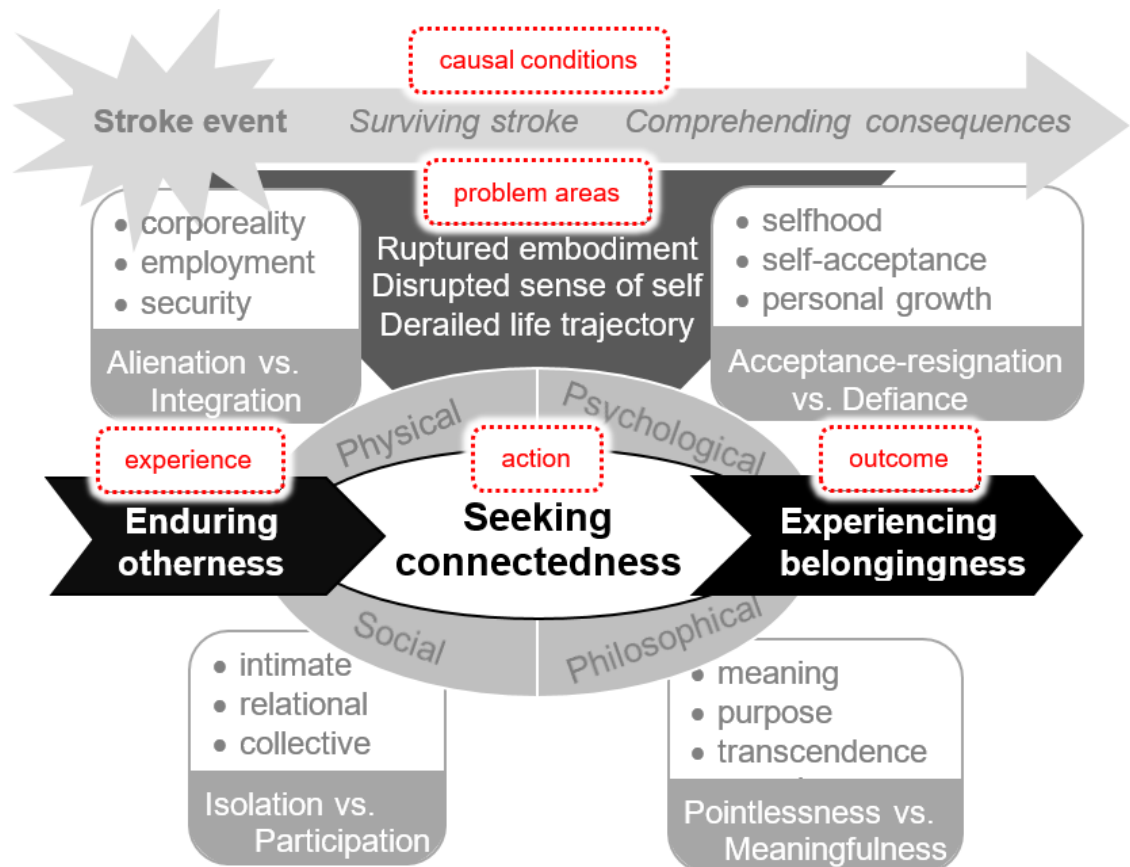 causal conditions
Stroke event
Surviving stroke
Comprehending consequences
problem areas
Ruptured embodiment
Disrupted sense of self
Derailed life trajectory
• corporeality
• employment
• security
Alienation vs.
Integration
• selfhood
• self-acceptance
• personal growth
Acceptance-resignation
vs. Defiance
Physical
Psychological
experience
action
outcome
Enduring
otherness
Seeking
connectedness
Experiencing
belongingness
Social
Philosophical
• intimate
• relational
• collective
Isolation vs.
Participation
• meaning
• purpose
• transcendence
Pointlessness vs.
Meaningfulness